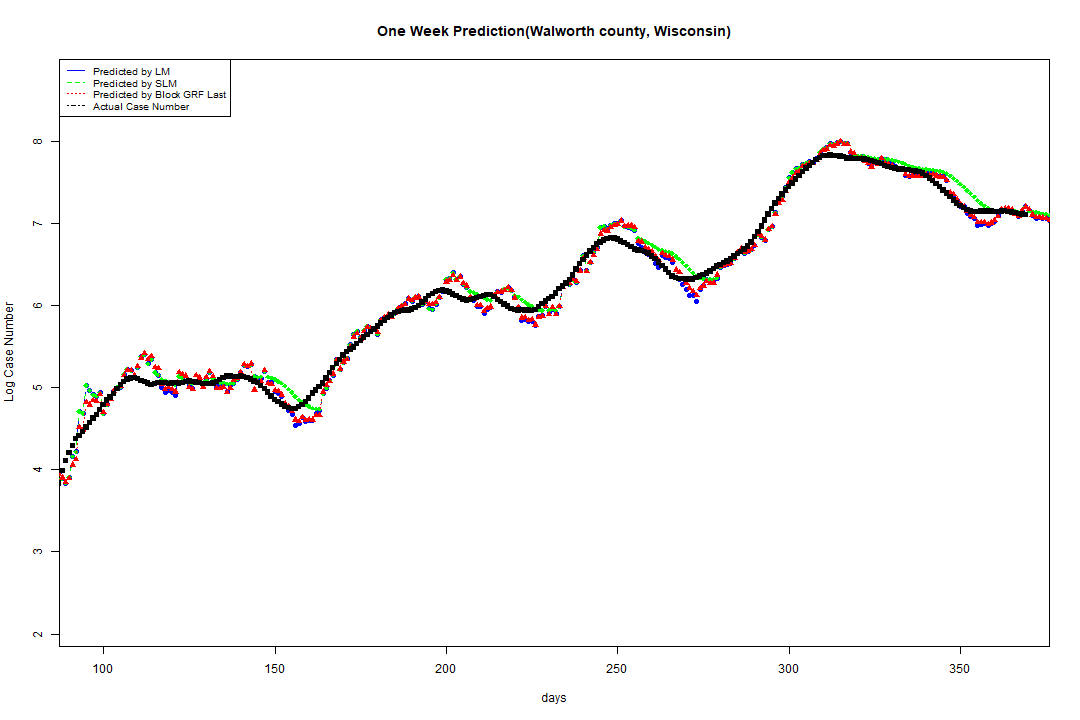 One Week Prediction(Walworth county, Wisconsin)
Predicted by LM
Predicted by SLM
Predicted by Block GRF Last
Actual Case Number
Log Case Number
8
7
6
5
4
3
2
100 150 200 250 300 350
days